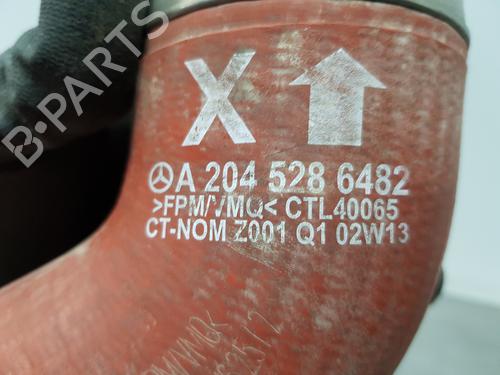 B-PARTS
X
A 204 528 6482
>FPM/VMQ< CTL40065
CT-NOM Z001 Q1 02W13